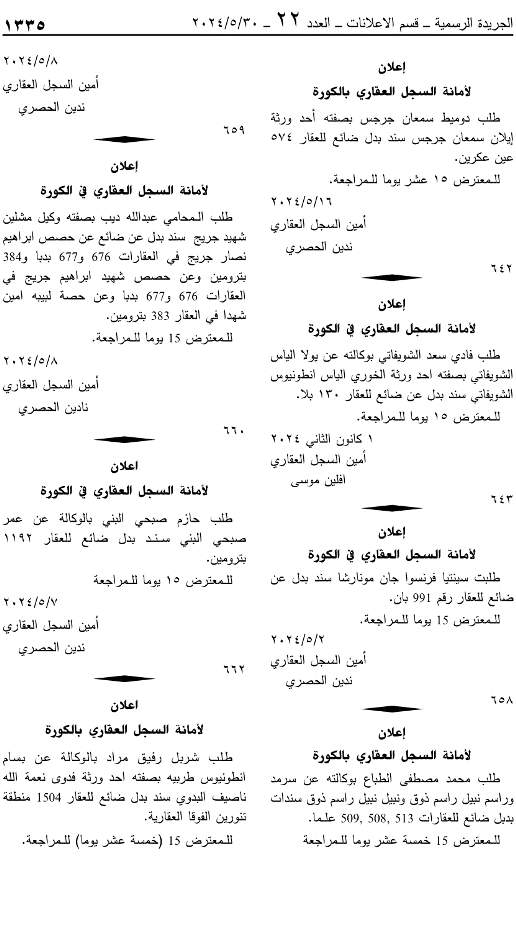 الجريدة الرسمية ــ قسم الاعلانات ــ العدد ٢٢ ــ ٢٠٢٤/٥/٣٠
١٣٣٥
إعلان
لأمانة السجل العقاري بالكورة
طلب دوميط سمعان جرجس بصفته أحد ورثة
إيلان سمعان جرجس سند بدل ضائع للعقار ٥٧٤
عين عكرين.
للمعترض ١٥ عشر يوما للمراجعة.
٢٠٢٤/٥/١٦
أمين السجل العقاري
ندين الحصري
٦٤٢
إعلان
لأمانة السجل العقاري في الكورة
طلب فادي سعد الشويفاتي بوكالته عن يولا الياس
الشويفاتي بصفته احد ورثة الخوري الياس انطونيوس
الشويفاتي سند بدل عن ضائع للعقار ١٣٠ بلا.
للمعترض ١٥ يوم للمراجعة.
١ كانون الثاني ٢٠٢٤
أمين السجل العقاري
افلين موسى
٦٤٣
إعلان
لأمانة السجل العقاري في الكورة
طلبت سينتيا فرنسوا جان مونارشا سند بدل عن
ضائع للعقار رقم 991 بان.
للمعترض 15 يوما للمراجعة.
٢٠٢٤/٥/٢
أمين السجل العقاري
ندين الحصري
٦٥٨
إعلان
لأمانة السجل العقاري بالكورة
طلب محمد مصطفى الطباع بوكالته عن سرمد
وراسم نبيل راسم ذوق ونبيل نبيل راسم ذوق سندات
بدل ضائع للعقارات 513 ,508 ,509 علما.
للمعترض 15 خمسة عشر يوما للمراجعة
٢٠٢٤/٥/٨
أمين السجل العقاري
ندين الحصري
٦٥٩
إعلان
لأمانة السجل العقاري في الكورة
طلب المحامي عبدالله ديب بصفته وكيل مشلين
شهيد جريج سند بدل عن ضائع عن حصص ابراهيم
نصار جريج في العقارات 676 و677 بدبا و384
بترومين وعن حصص شهيد ابراهيم جريج في
العقارات 676 و677 بدبا وعن حصة لبيبه امين
شهدا في العقار 383 بترومين.
للمعترض 15 يوما للمراجعة.
٢٠٢٤/٥/٨
أمين السجل العقاري
نادين الحصري
٦٦٠
اعلان
لأمانة السجل العقاري في الكورة
طلب حازم صبحي البني بالوكالة عن عمر
صبحي البني سند بدل ضائع للعقار ١١٩٢
بترومين.
للمعترض ١٥ يوما للمراجعة
٢٠٢٤/٥/٧
أمين السجل العقاري
ندين الحصري
٦٦٢
اعلان
لأمانة السجل العقاري بالكورة
طلب شربل رفيق مراد بالوكالة عن بسام
انطونيوس طربيه بصفته احد ورثة فدوى نعمة الله
ناصيف البدوي سند بدل ضائع للعقار 1504 منطقة
تنورين الفوقا العقارية.
للمعترض 15 (خمسة عشر يوما) للمراجعة.